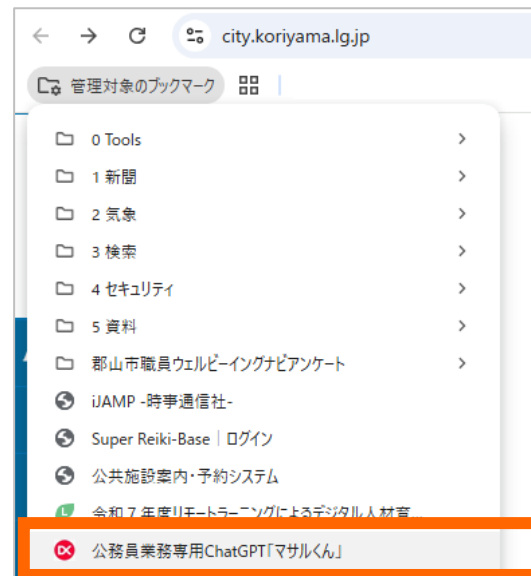 city.koriyama.lg.jp
管理対象のブックマーク
0 Tools
1 新聞
2 気象
3 検索
4 セキュリティ
5 資料
郡山市職員ウェルビーイングナビアンケート
iJAMP -時事通信社-
Super Reiki-Base｜ログイン
公共施設案内・予約システム
令和７年度リモートラーニングによるデジタル人材育...
公務員業務専用ChatGPT「マサルくん」